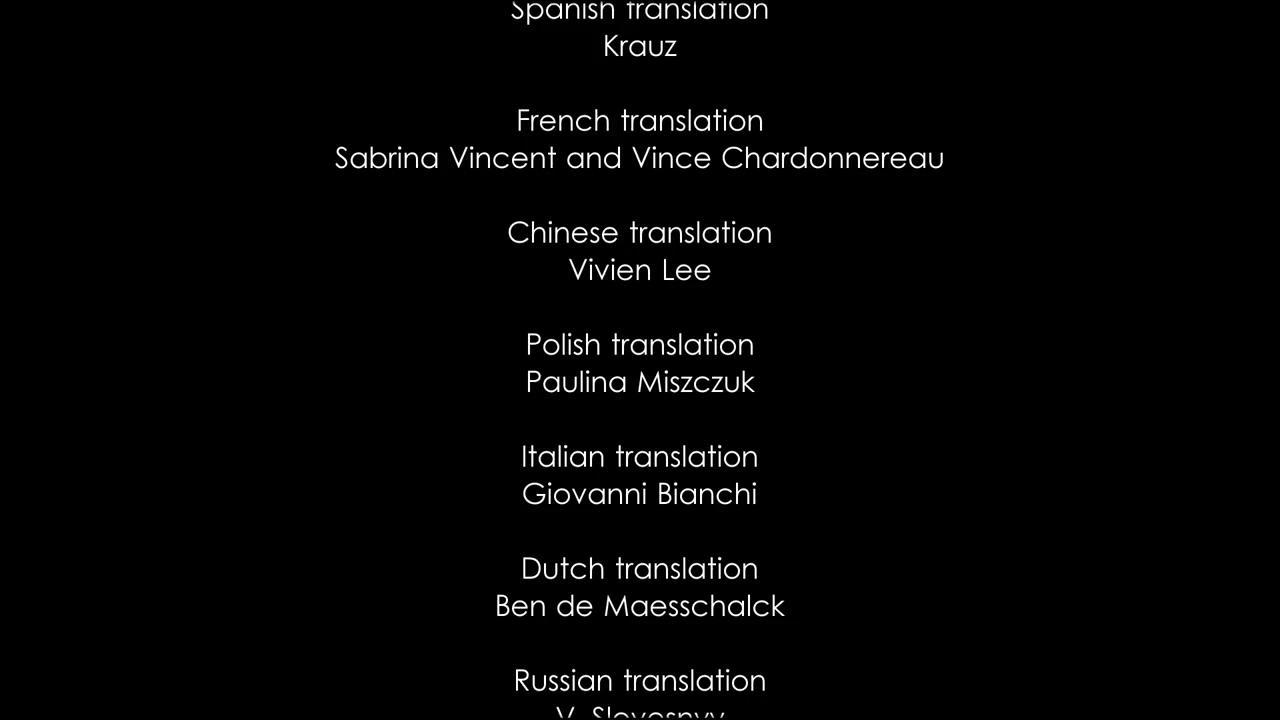 Spanish translation
Krauz
French translation
Sabrina Vincent and Vince Chardonnereau
Chinese translation
Vivien Lee
Polish translation
Paulina Miszczuk
Italian translation
Giovanni Bianchi
Dutch translation
Ben de Maesschalck
Russian translation
V.